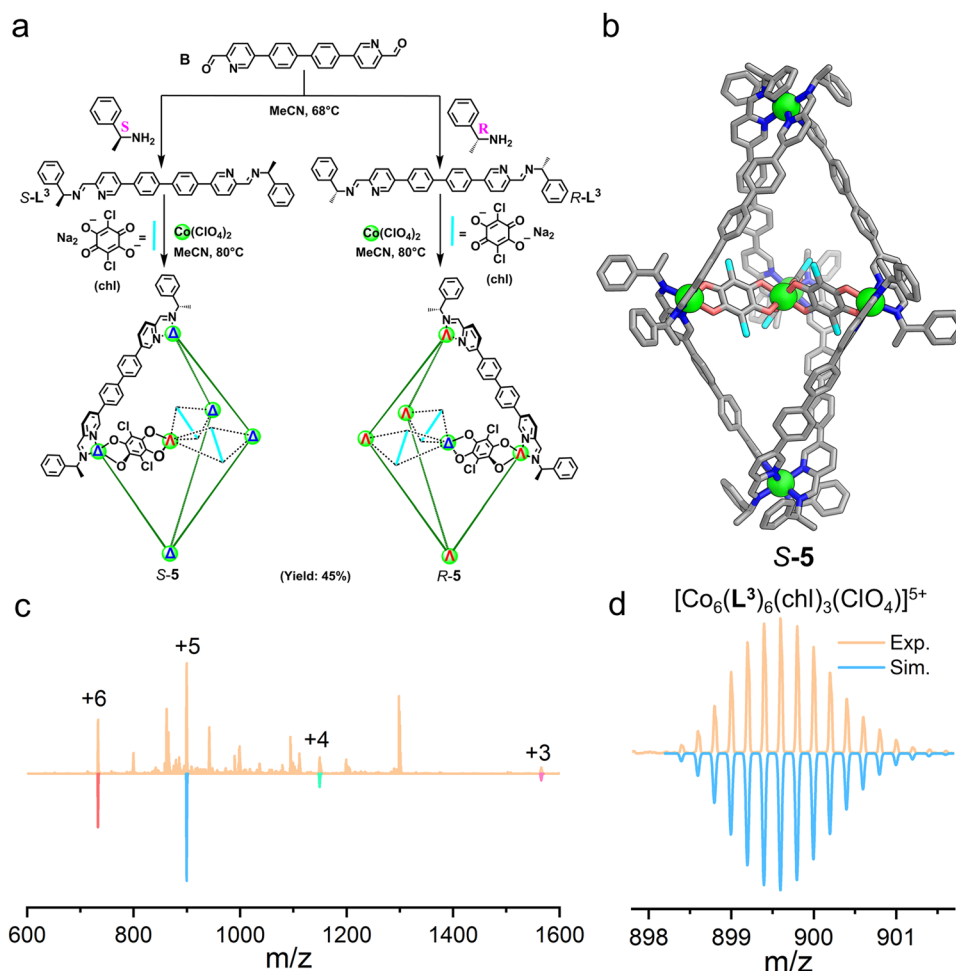 a
B
O
N
N
O
MeCN, 68°C
S
NH₂
R
NH₂
S-L³
N
N
N
N
N
N
N
N
R-L³
Na₂
O⁻
Cl
O
O
Cl
O⁻
=
Co(ClO₄)₂
MeCN, 80°C
(chl)
Co(ClO₄)₂
MeCN, 80°C
=
O⁻
Cl
O
O
Cl
O⁻
Na₂
(chl)
N
N
Δ
Δ
Δ
Δ
Λ
Cl
Cl
O
O
O
O
N
N
Δ
S-5
(Yield: 45%)
N
N
Λ
Λ
Λ
Δ
Cl
Cl
O
O
O
O
Λ
N
N
Λ
R-5
b
S-5
c
+6
+5
+4
+3
600
800
1000
1200
1400
1600
m/z
d
[Co₆(L³)₆(chl)₃(ClO₄)]⁵⁺
Exp.
Sim.
898
899
900
901
m/z